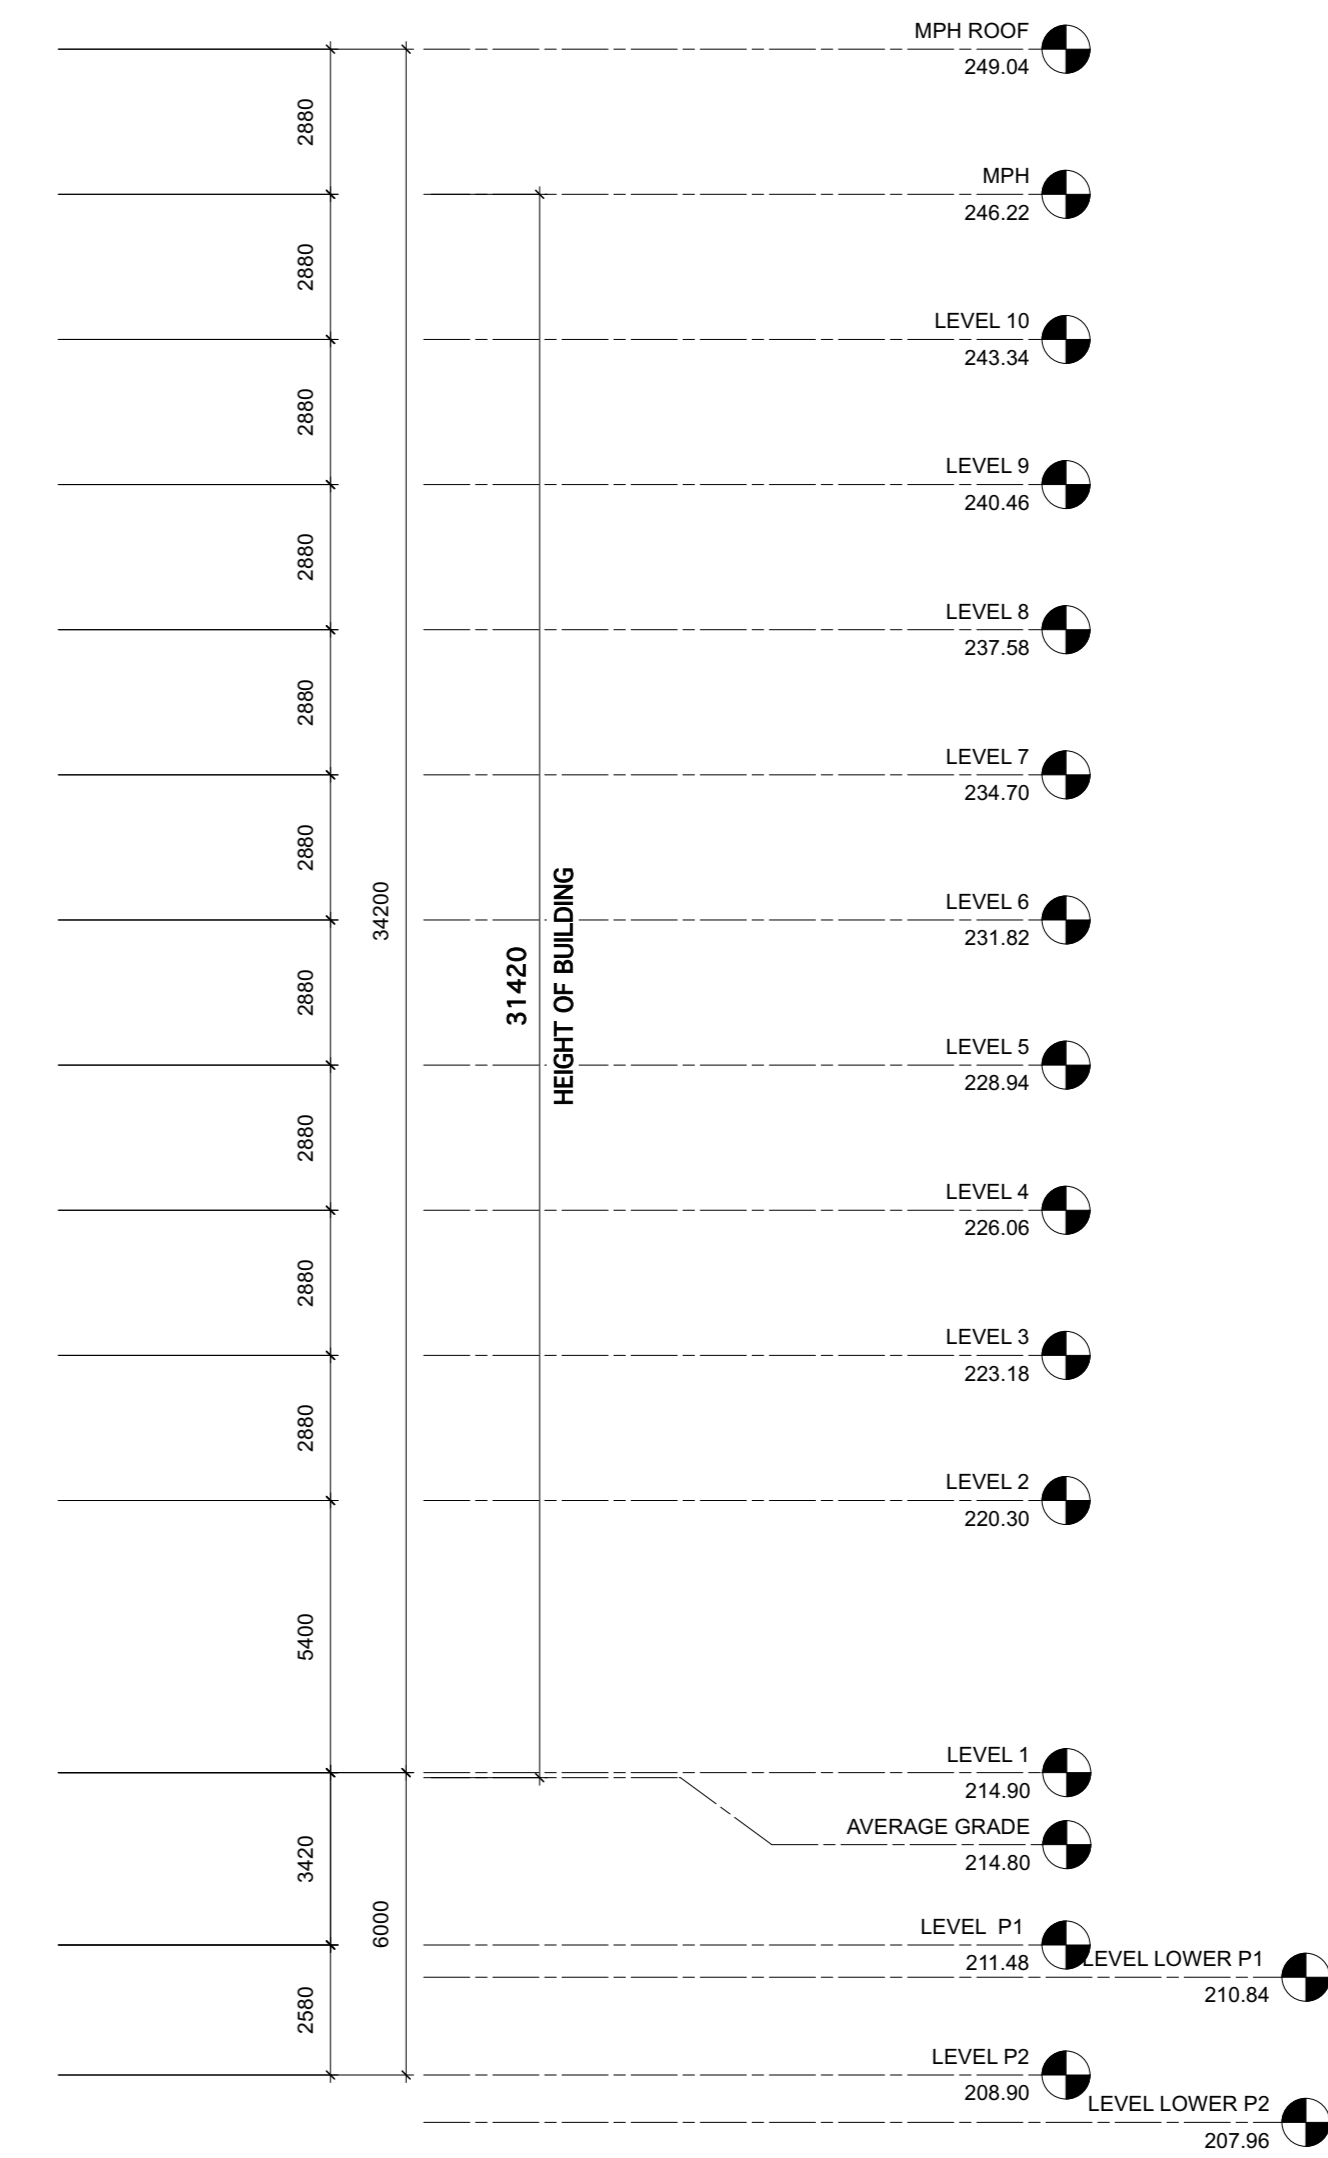 MPH ROOF
249.04
2880
MPH
246.22
2880
LEVEL 10
243.34
2880
LEVEL 9
240.46
2880
LEVEL 8
237.58
2880
LEVEL 7
234.70
2880
34200
LEVEL 6
231.82
31420
HEIGHT OF BUILDING
2880
LEVEL 5
228.94
2880
LEVEL 4
226.06
2880
LEVEL 3
223.18
2880
LEVEL 2
220.30
5400
LEVEL 1
214.90
AVERAGE GRADE
214.80
3420
6000
LEVEL P1
211.48
LEVEL LOWER P1
210.84
2580
LEVEL P2
208.90
LEVEL LOWER P2
207.96